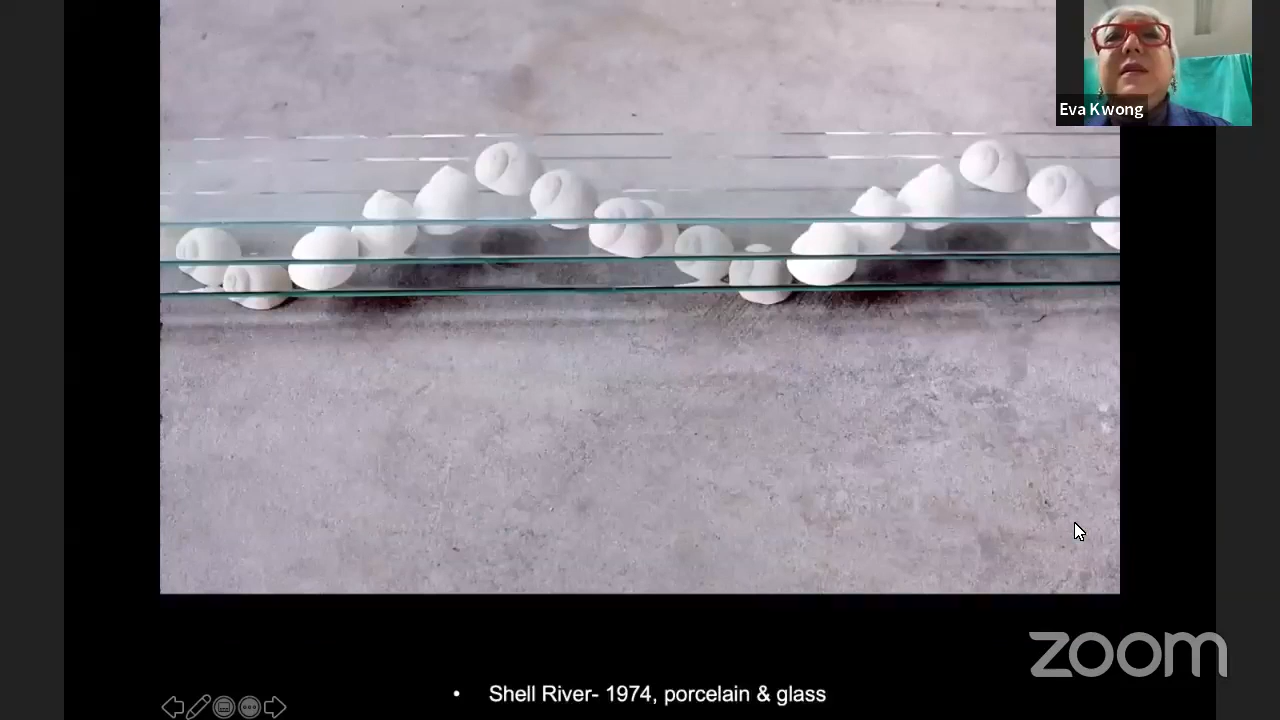 Eva Kwong
zoom
• Shell River- 1974, porcelain & glass